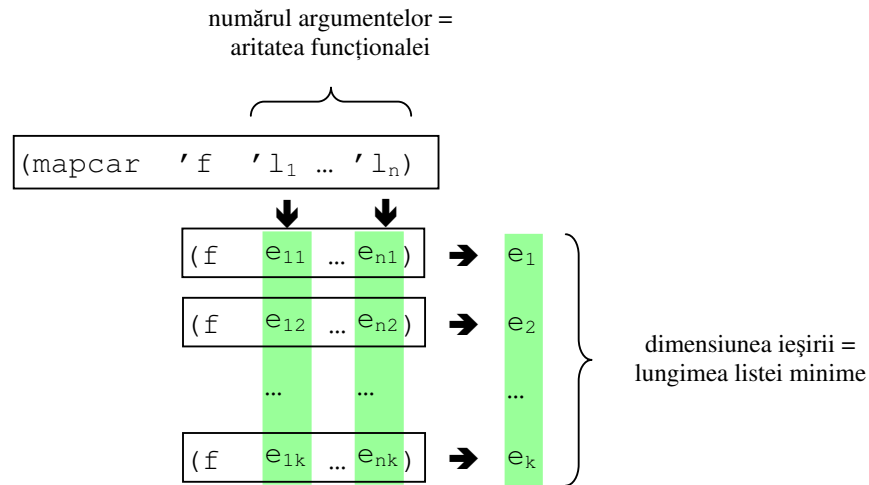 numărul argumentelor =
aritatea funcționalei
(mapcar ’f ’l₁ … ’lₙ)
(f e₁₁ … eₙ₁) e₁
(f e₁₂ … eₙ₂) e₂
dimensiunea ieşirii =
lungimea listei minime
… … …
(f e₁ₖ … eₙₖ) eₖ